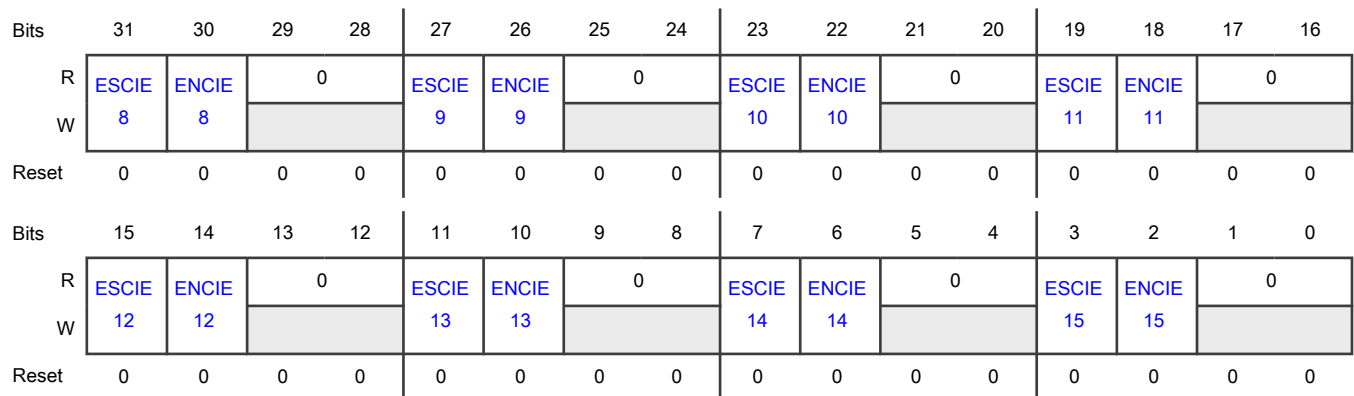 Bits 31 30 29 28 27 26 25 24 23 22 21 20 19 18 17 16
R ESCIE 8 ENCIE 8 0 ESCIE 9 ENCIE 9 0 ESCIE 10 ENCIE 10 0 ESCIE 11 ENCIE 11 0
W
Reset 0 0 0 0 0 0 0 0 0 0 0 0 0 0 0 0
Bits 15 14 13 12 11 10 9 8 7 6 5 4 3 2 1 0
R ESCIE 12 ENCIE 12 0 ESCIE 13 ENCIE 13 0 ESCIE 14 ENCIE 14 0 ESCIE 15 ENCIE 15 0
W
Reset 0 0 0 0 0 0 0 0 0 0 0 0 0 0 0 0